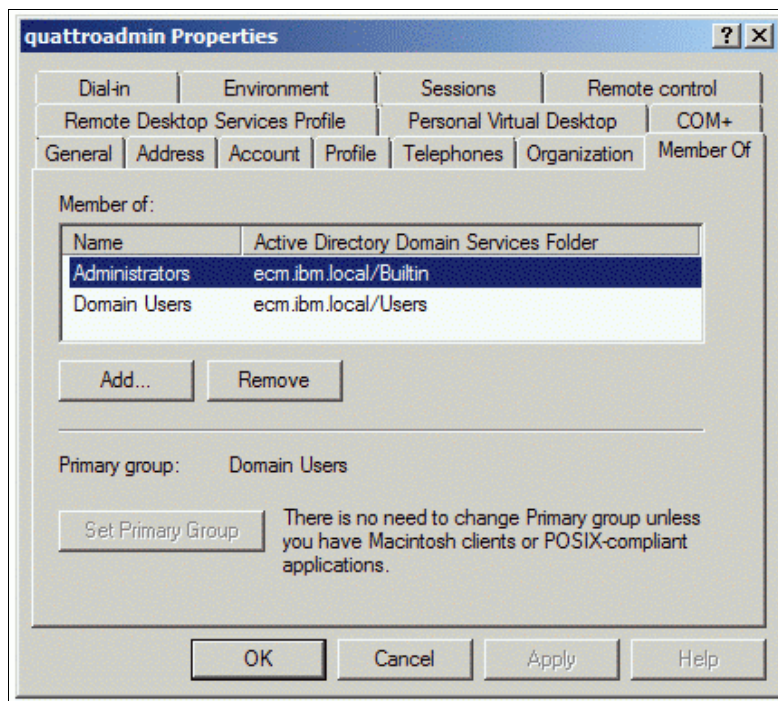 quattroadmin Properties
Dial-in Environment Sessions Remote control
Remote Desktop Services Profile Personal Virtual Desktop COM+
General Address Account Profile Telephones Organization Member Of
Member of:
Name Active Directory Domain Services Folder
Administrators ecm.ibm.local/Builtin
Domain Users ecm.ibm.local/Users
Add... Remove
Primary group: Domain Users
Set Primary Group
There is no need to change Primary group unless
you have Macintosh clients or POSIX-compliant
applications.
OK Cancel Apply Help